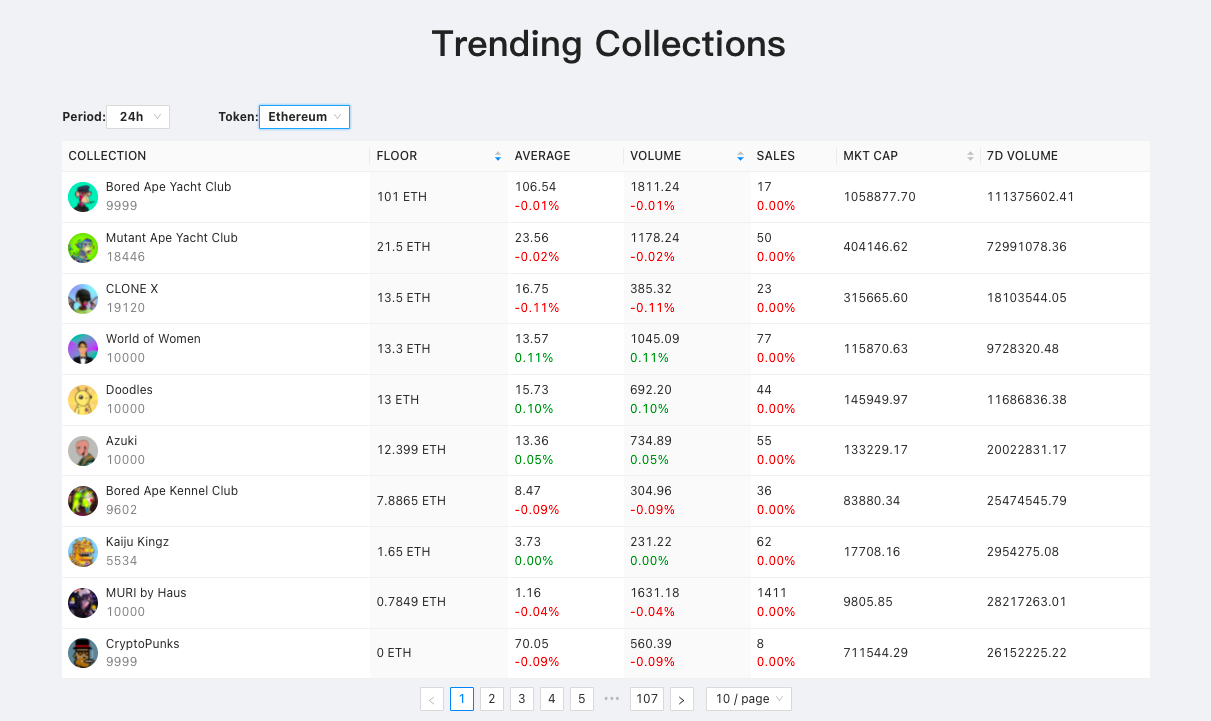 Trending Collections
Period: 24h Token: Ethereum
COLLECTION FLOOR AVERAGE VOLUME SALES MKT CAP 7D VOLUME
Bored Ape Yacht Club 106.54 1811.24 17
101 ETH 1058877.70 111375602.41
9999 -0.01% -0.01% 0.00%
Mutant Ape Yacht Club 23.56 1178.24 50
21.5 ETH 404146.62 72991078.36
18446 -0.02% -0.02% 0.00%
CLONE X 16.75 385.32 23
13.5 ETH 315665.60 18103544.05
19120 -0.11% -0.11% 0.00%
World of Women 13.57 1045.09 77
13.3 ETH 115870.63 9728320.48
10000 0.11% 0.11% 0.00%
Doodles 15.73 692.20 44
13 ETH 145949.97 11686836.38
10000 0.10% 0.10% 0.00%
Azuki 13.36 734.89 55
12.399 ETH 133229.17 20022831.17
10000 0.05% 0.05% 0.00%
Bored Ape Kennel Club 8.47 304.96 36
7.8865 ETH 83880.34 25474545.79
9602 -0.09% -0.09% 0.00%
Kaiju Kingz 3.73 231.22 62
1.65 ETH 17708.16 2954275.08
5534 0.00% 0.00% 0.00%
MURI by Haus 1.16 1631.18 1411
0.7849 ETH 9805.85 28217263.01
10000 -0.04% -0.04% 0.00%
CryptoPunks 70.05 560.39 8
0 ETH 711544.29 26152225.22
9999 -0.09% -0.09% 0.00%
< 1 2 3 4 5 ••• 107 > 10 / page